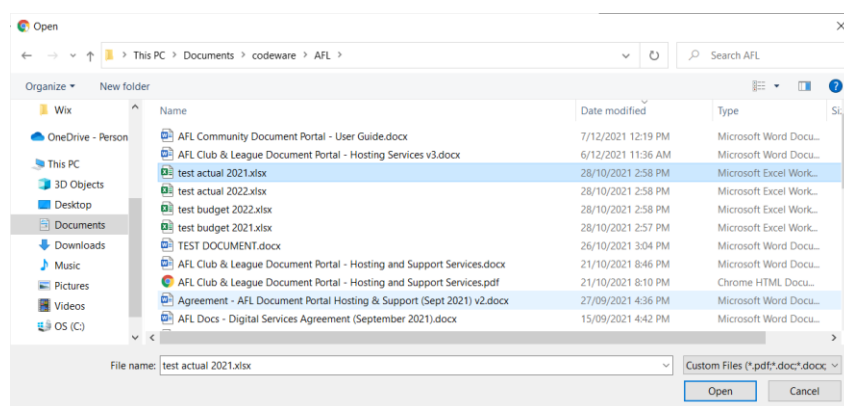 Open
This PC > Documents > codeware > AFL >
Search AFL
Organize
New folder
Name
Date modified
Type
Si
Wix
OneDrive - Person
This PC
3D Objects
Desktop
Documents
Downloads
Music
Pictures
Videos
OS (C:)
AFL Community Document Portal - User Guide.docx 7/12/2021 12:19 PM Microsoft Word Docu...
AFL Club & League Document Portal - Hosting Services v3.docx 6/12/2021 11:36 AM Microsoft Word Docu...
test actual 2021.xlsx 28/10/2021 2:58 PM Microsoft Excel Work...
test actual 2022.xlsx 28/10/2021 2:58 PM Microsoft Excel Work...
test budget 2022.xlsx 28/10/2021 2:58 PM Microsoft Excel Work...
test budget 2021.xlsx 28/10/2021 2:57 PM Microsoft Excel Work...
TEST DOCUMENT.docx 26/10/2021 3:04 PM Microsoft Word Docu...
AFL Club & League Document Portal - Hosting and Support Services.docx 21/10/2021 8:46 PM Microsoft Word Docu...
AFL Club & League Document Portal - Hosting and Support Services.pdf 21/10/2021 8:10 PM Chrome HTML Docu...
Agreement - AFL Document Portal Hosting & Support (Sept 2021) v2.docx 27/09/2021 4:36 PM Microsoft Word Docu...
AFL Docs - Digital Services Agreement (September 2021).docx 15/09/2021 4:42 PM Microsoft Word Docu...
File name: test actual 2021.xlsx
Custom Files (*.pdf;*.doc;*.docx;
Open
Cancel